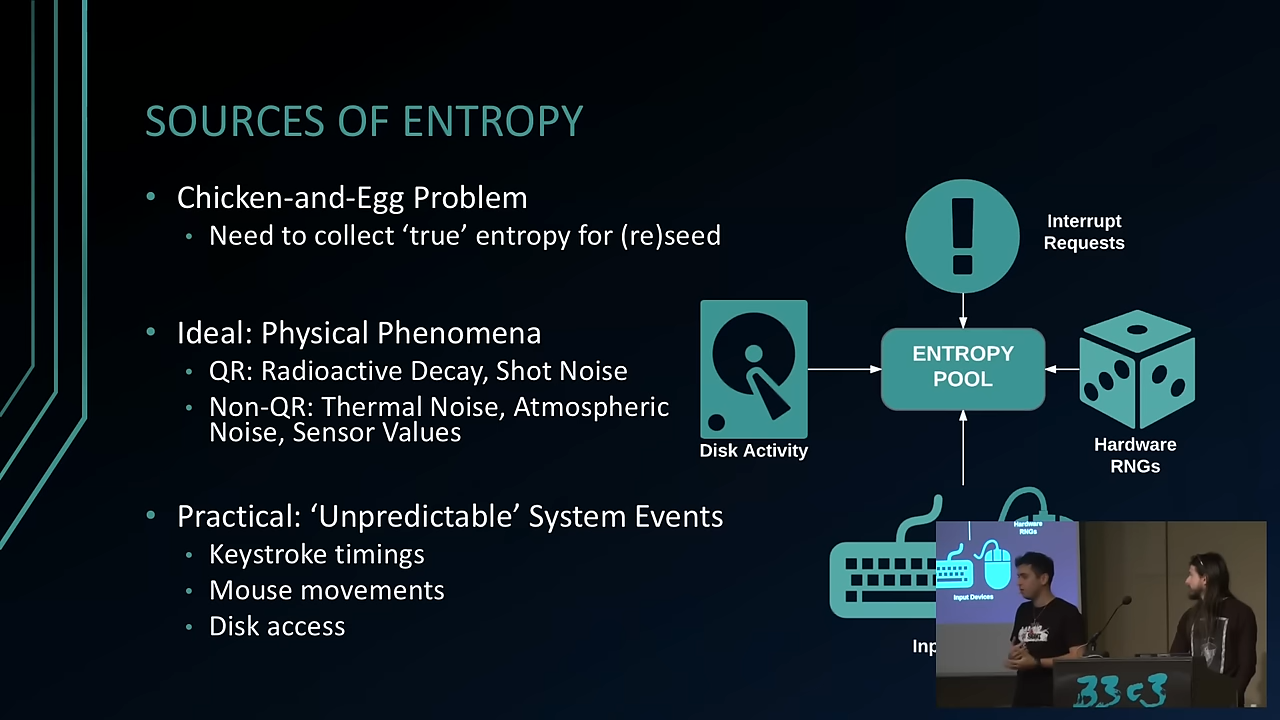 SOURCES OF ENTROPY
• Chicken-and-Egg Problem
• Need to collect ‘true’ entropy for (re)seed
• Ideal: Physical Phenomena
• QR: Radioactive Decay, Shot Noise
• Non-QR: Thermal Noise, Atmospheric
Noise, Sensor Values
• Practical: ‘Unpredictable’ System Events
• Keystroke timings
• Mouse movements
• Disk access
Interrupt
Requests
ENTROPY
POOL
Disk Activity
Hardware
RNGs
Inp
Hardware
RNGs
Input Devices
33c3